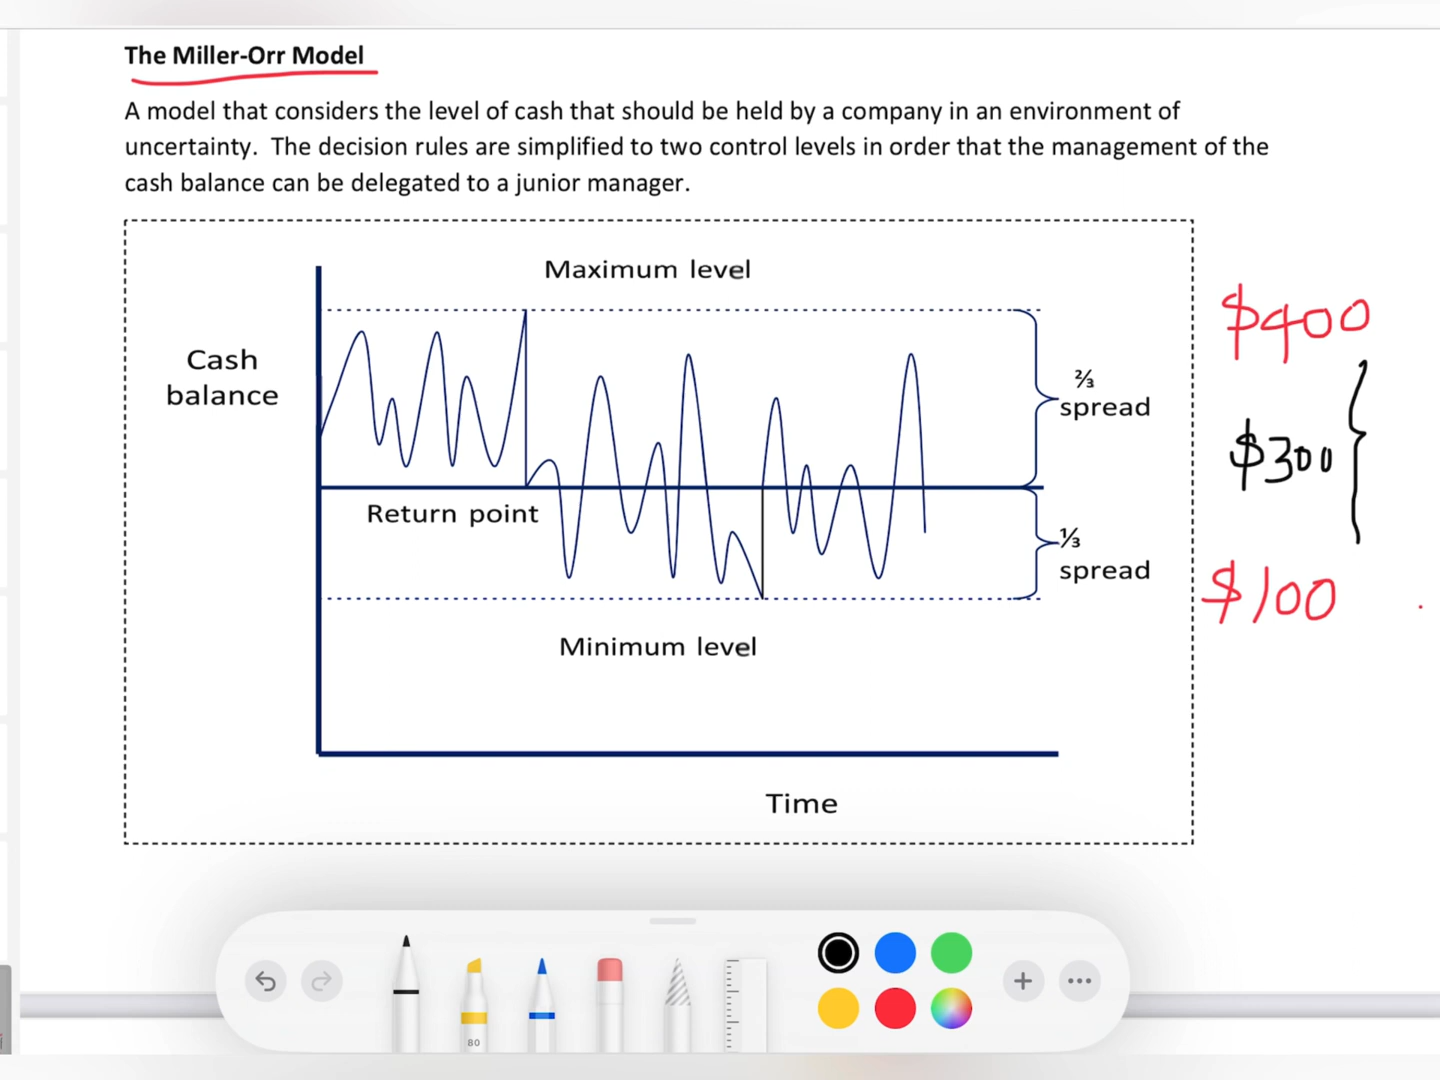 The Miller-Orr Model
A model that considers the level of cash that should be held by a company in an environment of
uncertainty. The decision rules are simplified to two control levels in order that the management of the
cash balance can be delegated to a junior manager.
Maximum level
$400
Cash
balance
⅔
spread
$300
Return point
⅓
spread
$100
Minimum level
Time
80